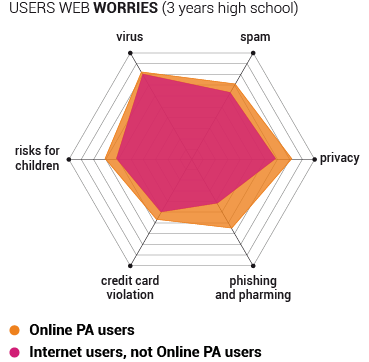 USERS WEB WORRIES (3 years high school)
virus
spam
risks for
children
privacy
credit card
violation
phishing
and pharming
Online PA users
Internet users, not Online PA users